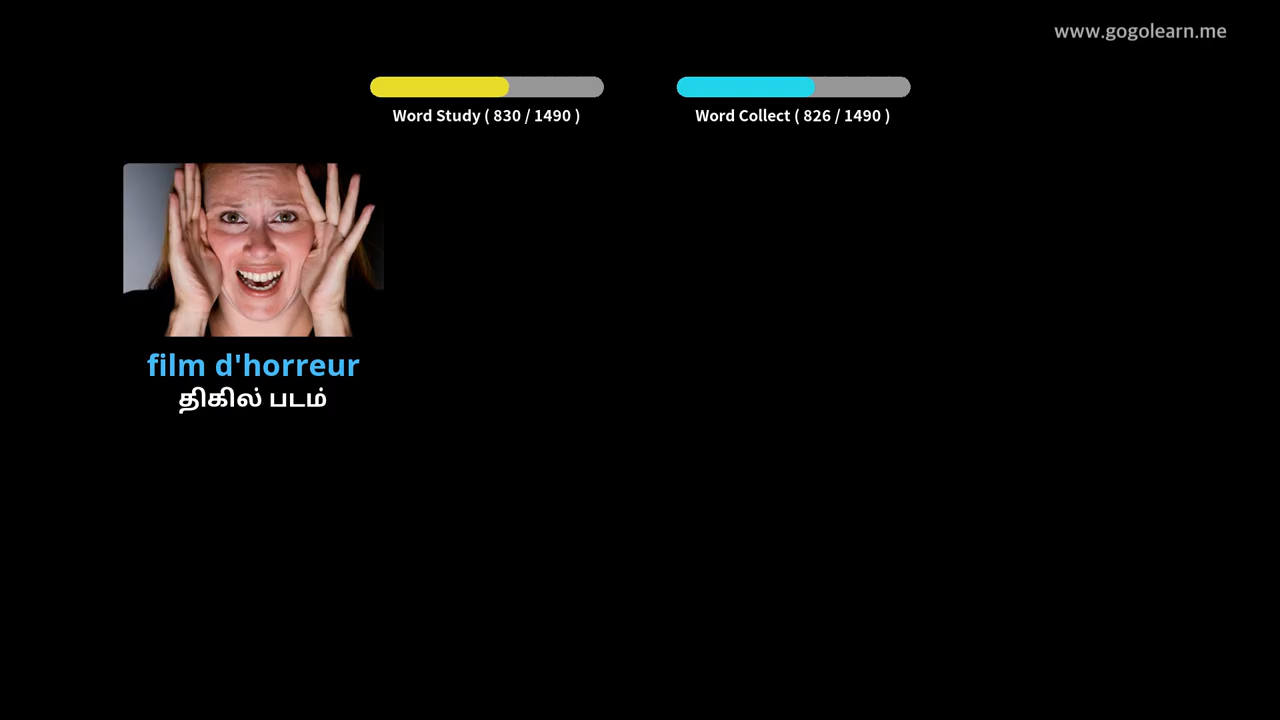 www.gogolearn.me
Word Study ( 830 / 1490 )
Word Collect ( 826 / 1490 )
film d'horreur
திகில் படம்